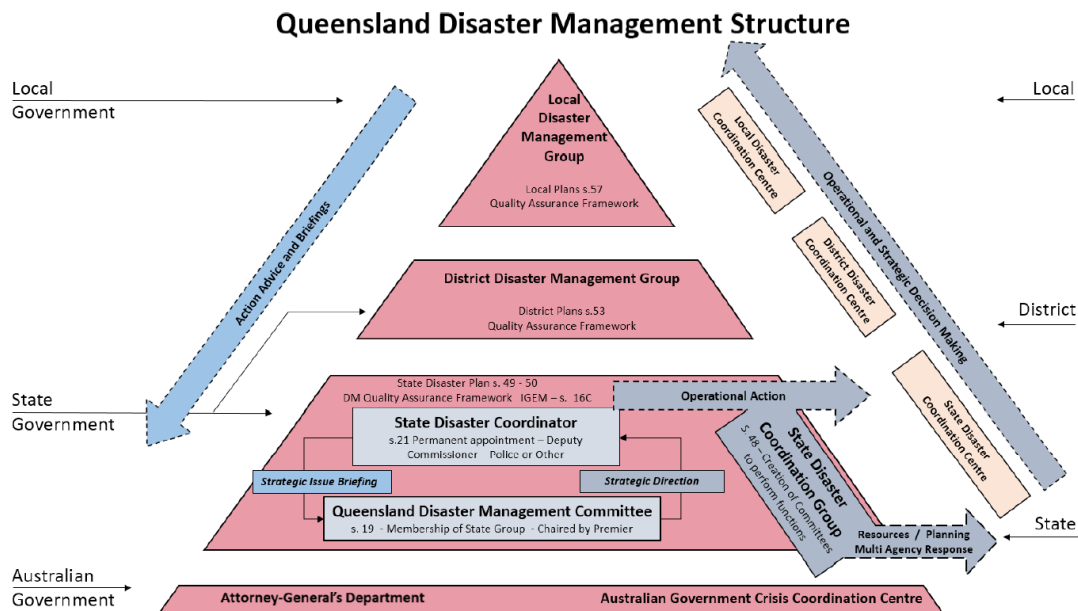 Queensland Disaster Management Structure
Local
Government
Local
Local
Disaster
Management
Group
Local Plans s.57
Quality Assurance Framework
Action Advice and Briefings
Local Disaster
Coordination Centre
Operational and Strategic Decision Making
District Disaster Management Group
District Plans s.53
Quality Assurance Framework
District Disaster
Coordination Centre
District
State
Government
State Disaster Plan s. 49 - 50
DM Quality Assurance Framework IGEM – s. 16C
Operational Action
State Disaster Coordinator
s.21 Permanent appointment – Deputy
Commissioner – Police or Other
Strategic Issue Briefing
Strategic Direction
Queensland Disaster Management Committee
s. 19 - Membership of State Group - Chaired by Premier
State Disaster
Coordination Group
s. 48 – Creation of Committees
to perform functions
State Disaster
Coordination Centre
Resources / Planning
Multi Agency Response
State
Australian
Government
Attorney-General's Department
Australian Government Crisis Coordination Centre